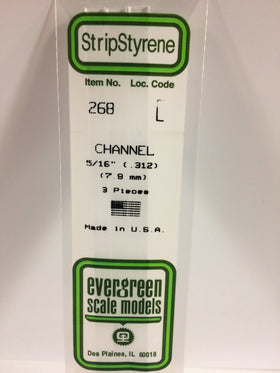 StripStyrene
Item No. Loc. Code
268 L
CHANNEL
5/16" (.312)
(7.9 mm)
3 Pieces
Made in U.S.A.
evergreen
scale models
Des Plaines, IL 60018